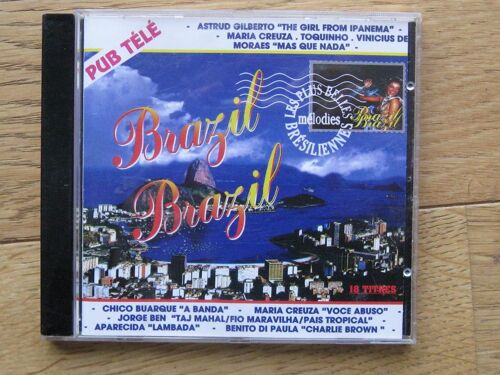 PUB TÉLÉ
- ASTRUD GILBERTO "THE GIRL FROM IPANEMA" -
- MARIA CREUZA . TOQUINHO . VINICIUS DE
MORAES "MAS QUE NADA" -
LES PLUS BELLES
mélodies
BRÉSILIENNES
Brazil
Brazil
Brazil
Brazil
18 TITRES
- CHICO BUARQUE "A BANDA" - MARIA CREUZA "VOCE ABUSO" -
- JORGE BEN "TAJ MAHAL/FIO MARAVILHA/PAIS TROPICAL" -
- APARECIDA "LAMBADA" - BENITO DI PAULA "CHARLIE BROWN " -